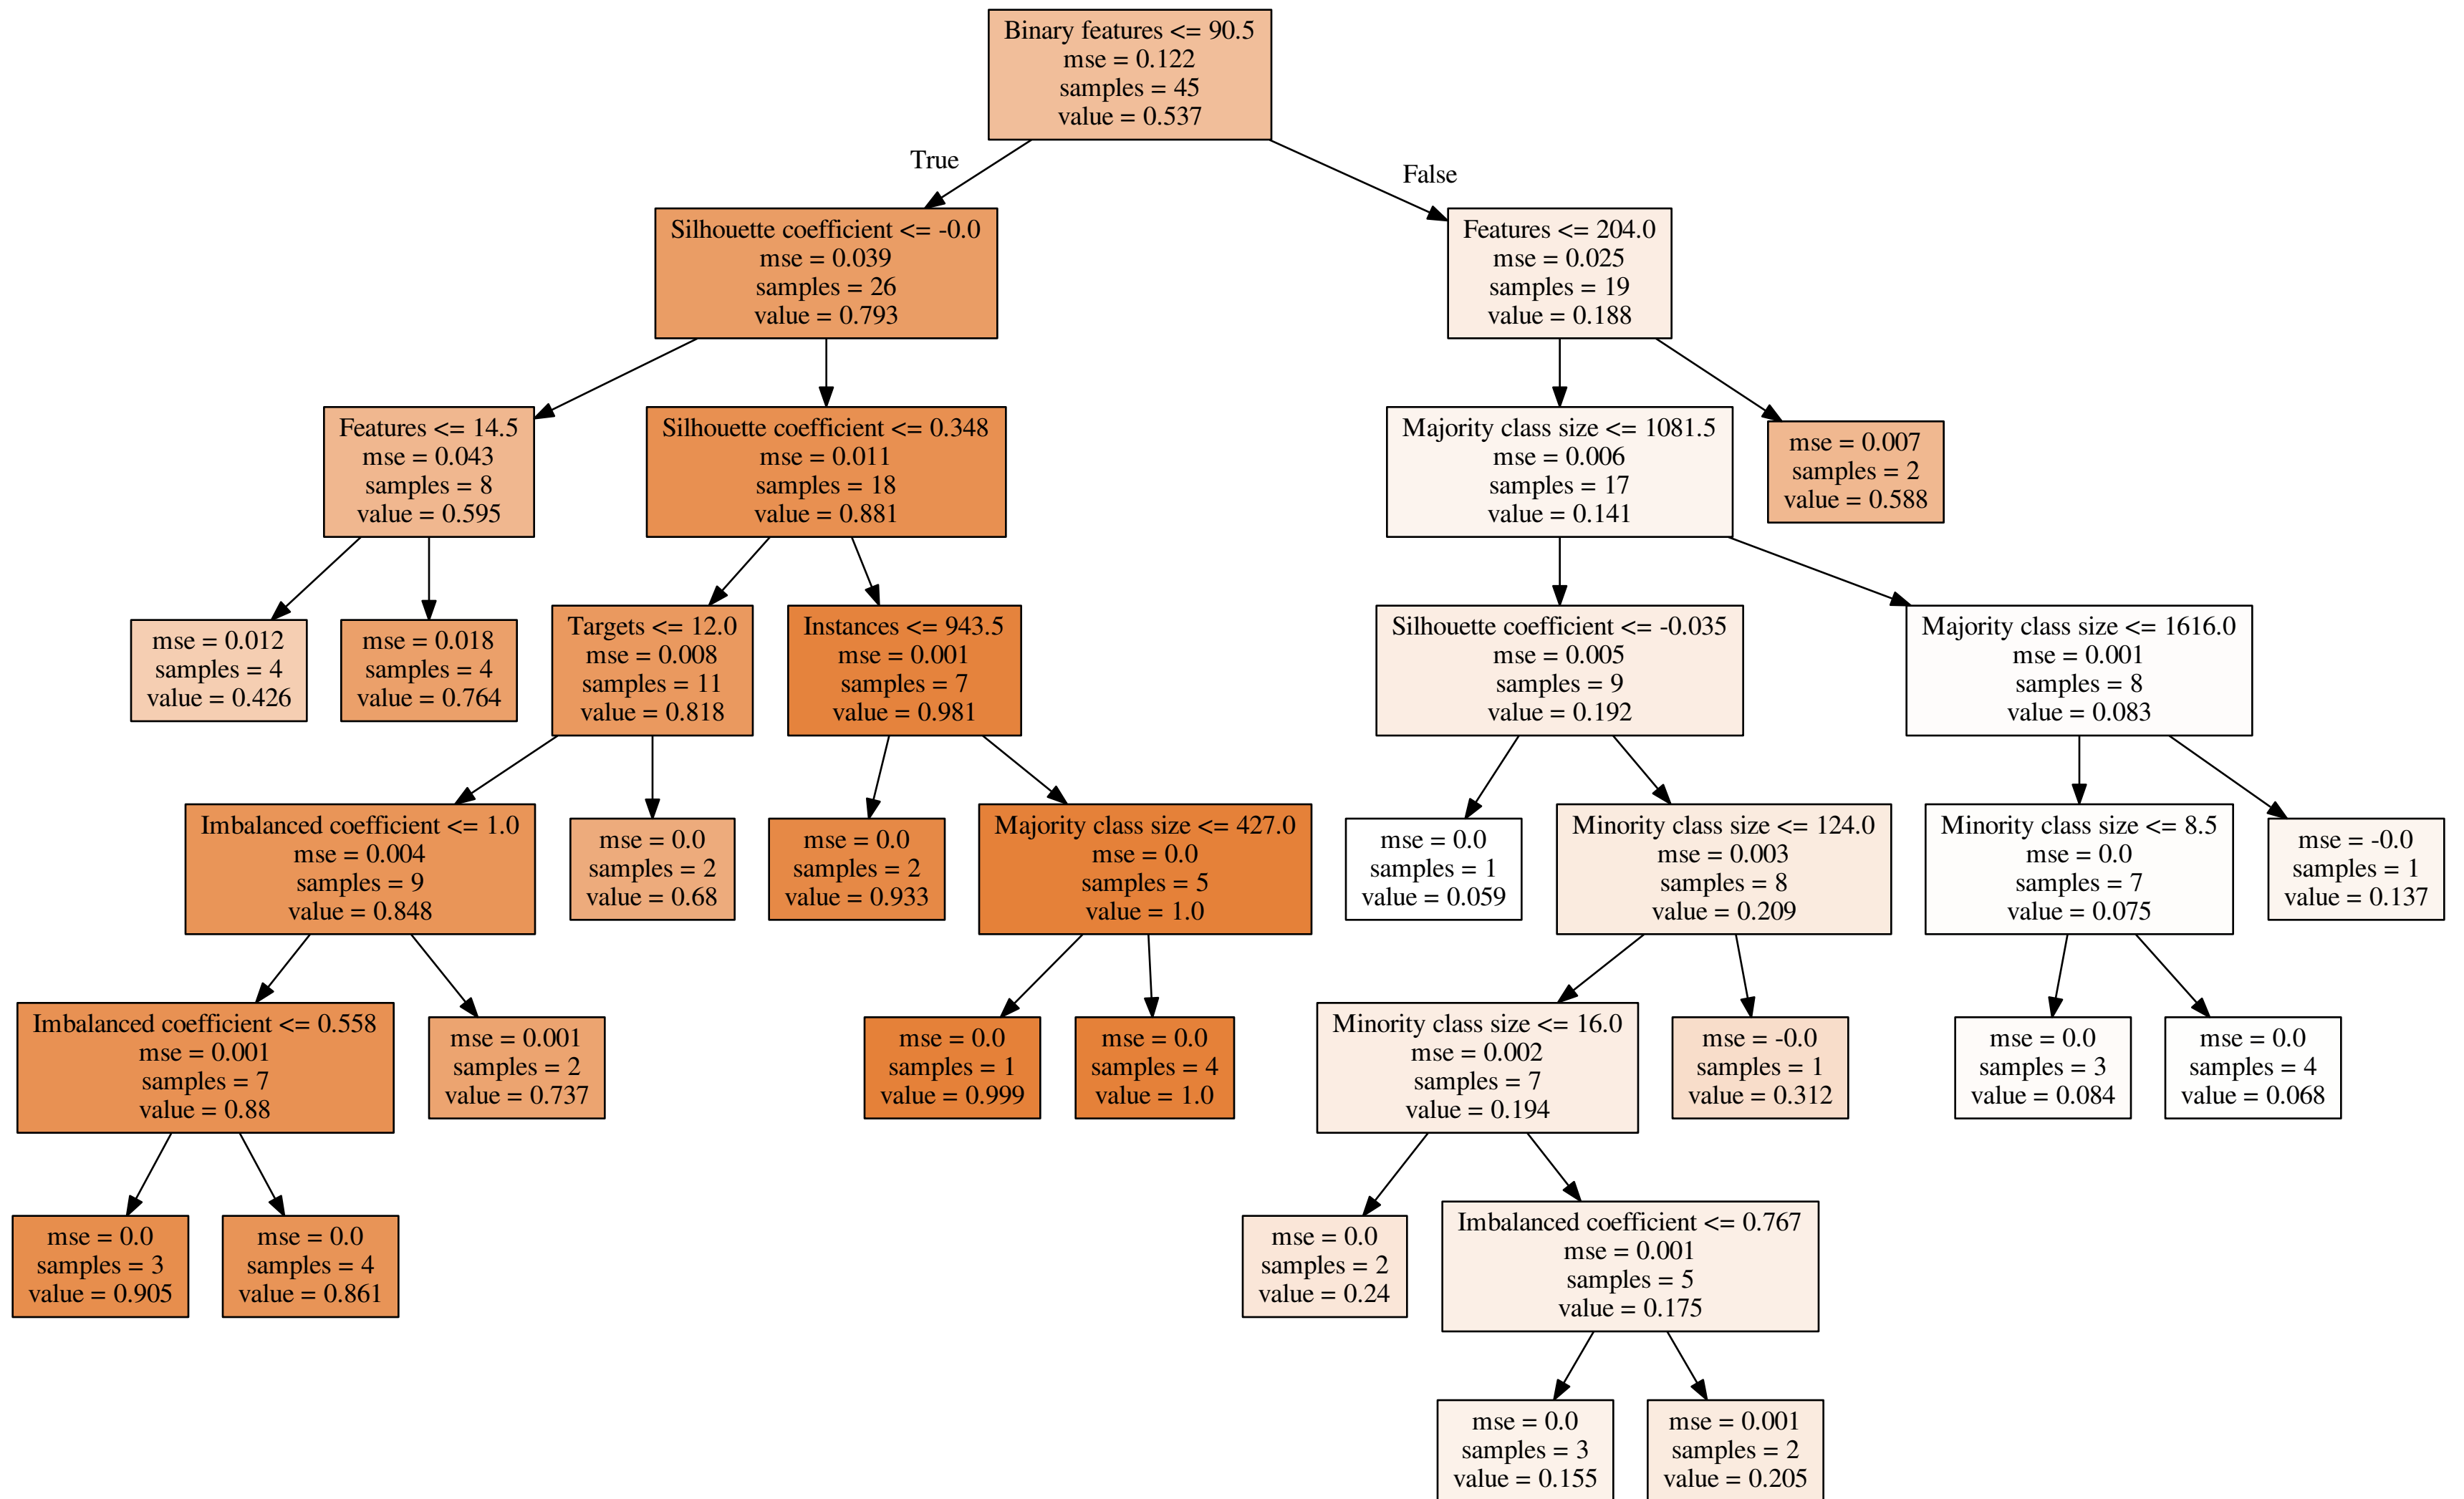 Binary features <= 90.5
mse = 0.122
samples = 45
value = 0.537
True
False
Silhouette coefficient <= -0.0
mse = 0.039
samples = 26
value = 0.793
Features <= 204.0
mse = 0.025
samples = 19
value = 0.188
Features <= 14.5
mse = 0.043
samples = 8
value = 0.595
Silhouette coefficient <= 0.348
mse = 0.011
samples = 18
value = 0.881
Majority class size <= 1081.5
mse = 0.006
samples = 17
value = 0.141
mse = 0.007
samples = 2
value = 0.588
mse = 0.012
samples = 4
value = 0.426
mse = 0.018
samples = 4
value = 0.764
Targets <= 12.0
mse = 0.008
samples = 11
value = 0.818
Instances <= 943.5
mse = 0.001
samples = 7
value = 0.981
Silhouette coefficient <= -0.035
mse = 0.005
samples = 9
value = 0.192
Majority class size <= 1616.0
mse = 0.001
samples = 8
value = 0.083
Imbalanced coefficient <= 1.0
mse = 0.004
samples = 9
value = 0.848
mse = 0.0
samples = 2
value = 0.68
mse = 0.0
samples = 2
value = 0.933
Majority class size <= 427.0
mse = 0.0
samples = 5
value = 1.0
mse = 0.0
samples = 1
value = 0.059
Minority class size <= 124.0
mse = 0.003
samples = 8
value = 0.209
Minority class size <= 8.5
mse = 0.0
samples = 7
value = 0.075
mse = -0.0
samples = 1
value = 0.137
Imbalanced coefficient <= 0.558
mse = 0.001
samples = 7
value = 0.88
mse = 0.001
samples = 2
value = 0.737
mse = 0.0
samples = 1
value = 0.999
mse = 0.0
samples = 4
value = 1.0
Minority class size <= 16.0
mse = 0.002
samples = 7
value = 0.194
mse = -0.0
samples = 1
value = 0.312
mse = 0.0
samples = 3
value = 0.084
mse = 0.0
samples = 4
value = 0.068
mse = 0.0
samples = 3
value = 0.905
mse = 0.0
samples = 4
value = 0.861
mse = 0.0
samples = 2
value = 0.24
Imbalanced coefficient <= 0.767
mse = 0.001
samples = 5
value = 0.175
mse = 0.0
samples = 3
value = 0.155
mse = 0.001
samples = 2
value = 0.205